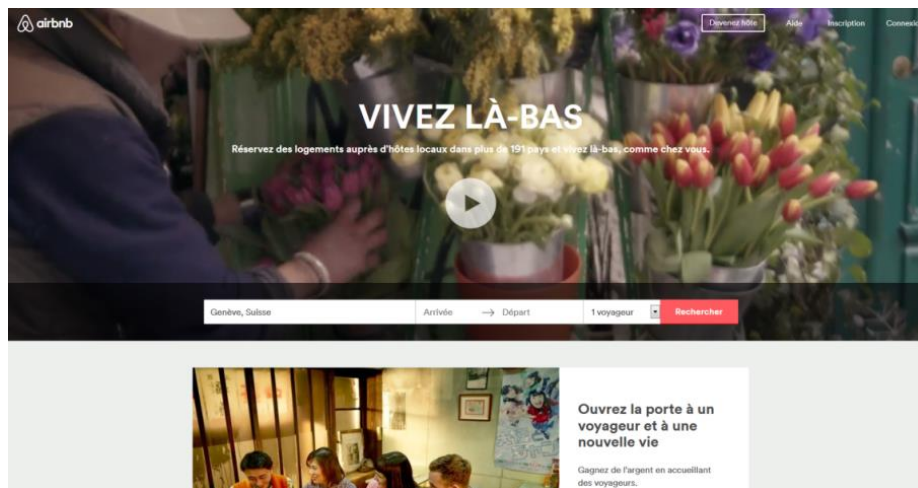 airbnb
Devenez hôte Aide Inscription Connexio
VIVEZ LÀ-BAS
Réservez des logements auprès d'hôtes locaux dans plus de 191 pays et vivez là-bas, comme chez vous.
Genève, Suisse Arrivée → Départ 1 voyageur Rechercher
Ouvrez la porte à un
voyageur et à une
nouvelle vie
Gagnez de l'argent en accueillant
des voyageurs.